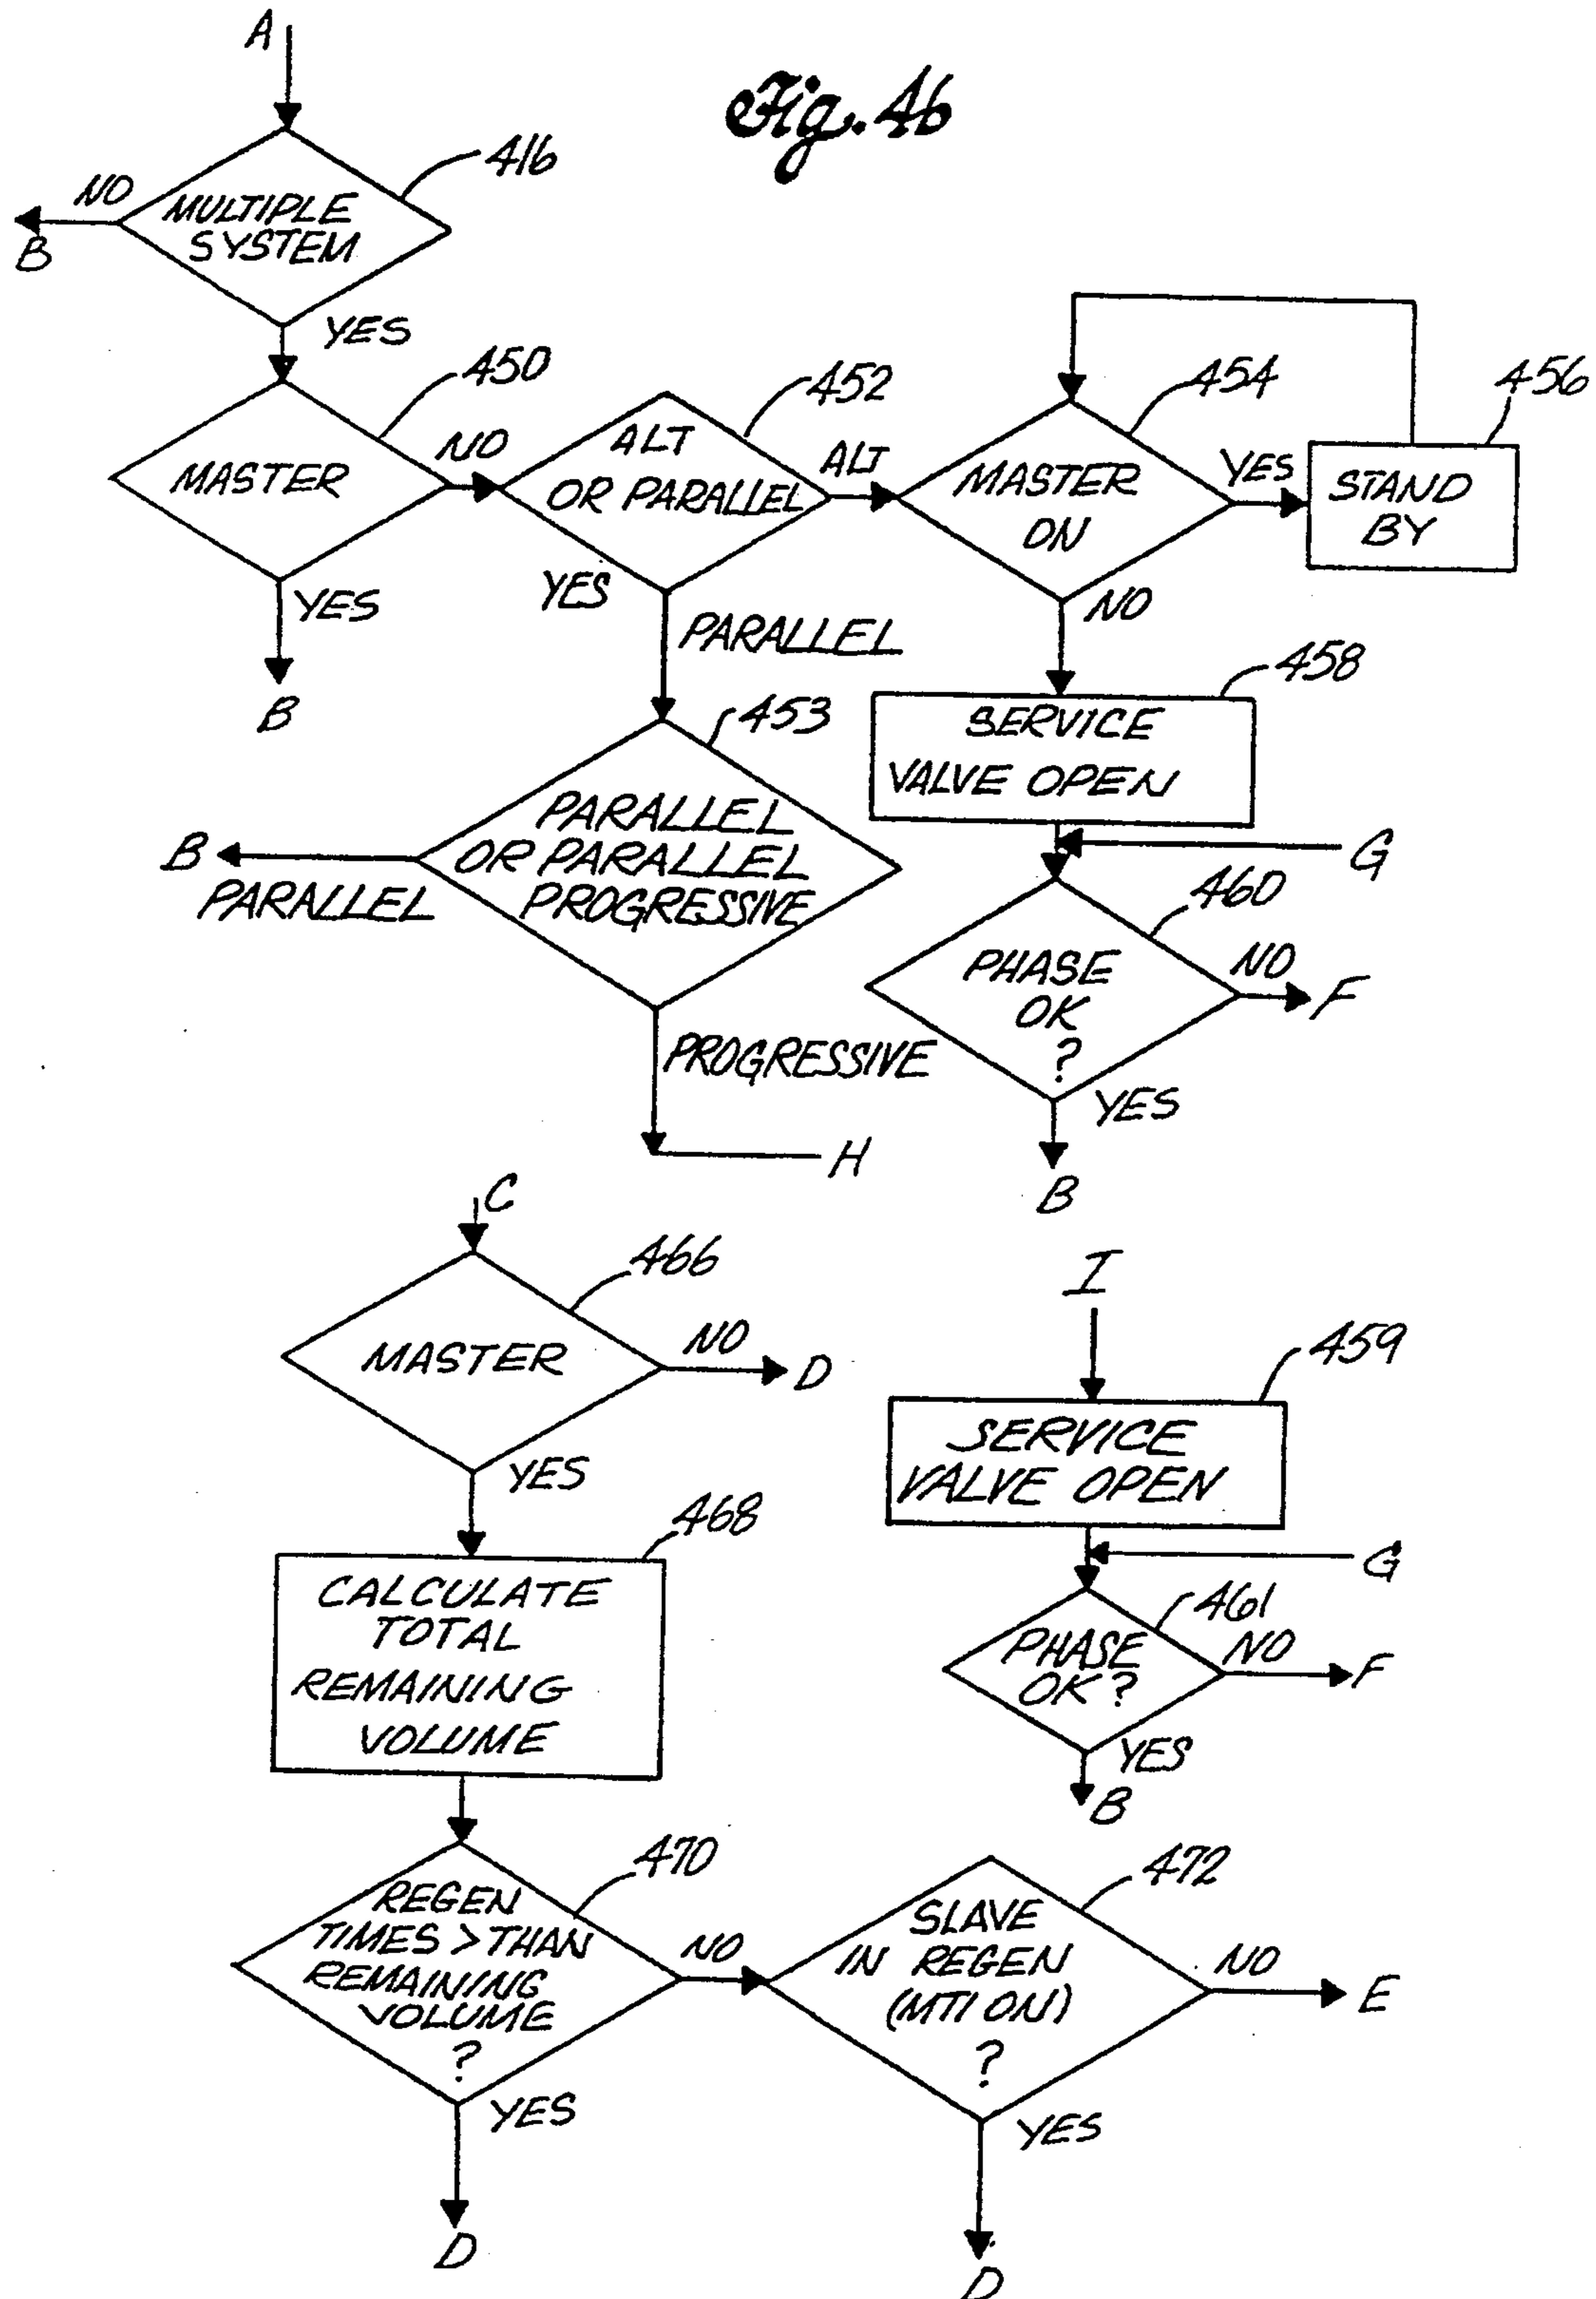 Fig. 4b
A
416
NO
MULTIPLE
SYSTEM
B
YES
450
452
454
456
MASTER
NO
ALT
OR PARALLEL
ALT
MASTER
ON
YES
STAND
BY
YES
B
YES
PARALLEL
NO
458
SERVICE
VALVE OPEN
453
PARALLEL
OR PARALLEL
PROGRESSIVE
B
PARALLEL
G
460
PHASE
OK
?
NO
F
PROGRESSIVE
H
YES
B
C
466
MASTER
NO
D
YES
468
CALCULATE
TOTAL
REMAINING
VOLUME
I
459
SERVICE
VALVE OPEN
G
461
PHASE
OK?
NO
F
YES
B
470
REGEN
TIMES > THAN
REMAINING
VOLUME
?
NO
472
SLAVE
IN REGEN
(MTI ON)
?
NO
E
YES
D
YES
D